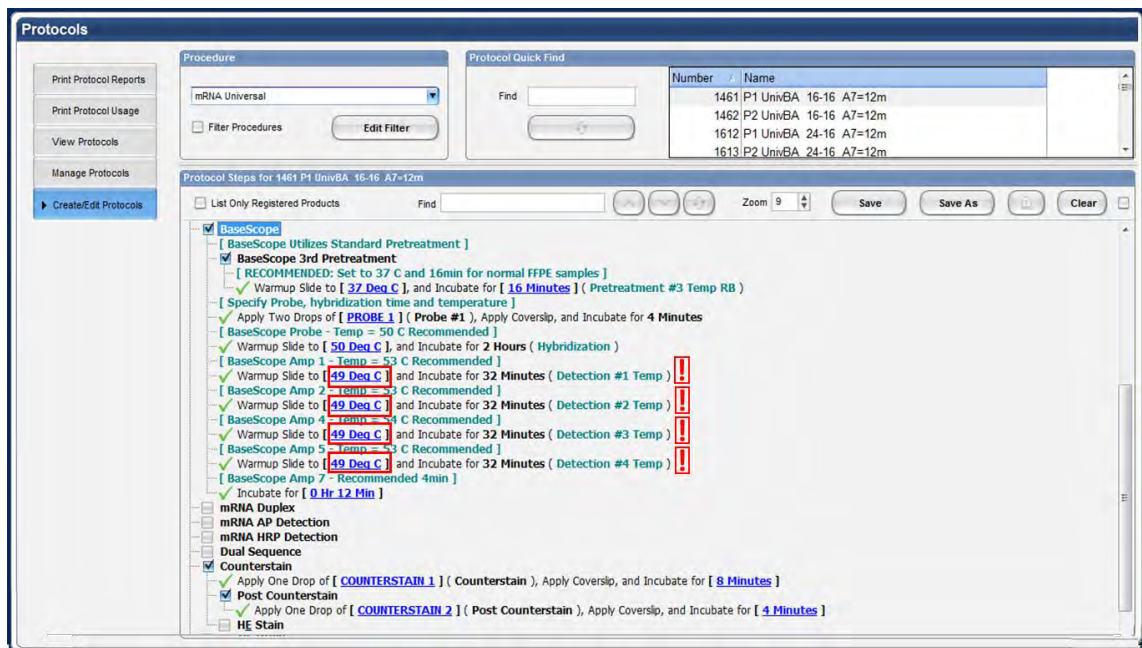 Protocols
Print Protocol Reports
Print Protocol Usage
View Protocols
Manage Protocols
Create/Edit Protocols
Procedure
mRNA Universal
Filter Procedures
Edit Filter
Protocol Quick Find
Find
Number Name
1461 P1 UnivBA 16-16 A7=12m
1462 P2 UnivBA 16-16 A7=12m
1612 P1 UnivBA 24-16 A7=12m
1613 P2 UnivBA 24-16 A7=12m
Protocol Steps for 1461 P1 UnivBA 16-16 A7=12m
List Only Registered Products Find Zoom 9 Save Save As Clear
BaseScope
[ BaseScope Utilizes Standard Pretreatment ]
BaseScope 3rd Pretreatment
[ RECOMMENDED: Set to 37 C and 16min for normal FFPE samples ]
Warmup Slide to [ 37 Deg C ], and Incubate for [ 16 Minutes ] ( Pretreatment #3 Temp RB )
[ Specify Probe, hybridization time and temperature ]
Apply Two Drops of [ PROBE 1 ] ( Probe #1 ), Apply Coverslip, and Incubate for 4 Minutes
[ BaseScope Probe - Temp = 50 C Recommended ]
Warmup Slide to [ 50 Deg C ], and Incubate for 2 Hours ( Hybridization )
[ BaseScope Amp 1 - Temp = 53 C Recommended ]
Warmup Slide to [ 49 Deg C ] and Incubate for 32 Minutes ( Detection #1 Temp ) !
[ BaseScope Amp 2 - Temp = 53 C Recommended ]
Warmup Slide to [ 49 Deg C ] and Incubate for 32 Minutes ( Detection #2 Temp ) !
[ BaseScope Amp 4 - Temp = 54 C Recommended ]
Warmup Slide to [ 49 Deg C ] and Incubate for 32 Minutes ( Detection #3 Temp ) !
[ BaseScope Amp 5 - Temp = 53 C Recommended ]
Warmup Slide to [ 49 Deg C ] and Incubate for 32 Minutes ( Detection #4 Temp ) !
[ BaseScope Amp 7 - Recommended 4min ]
Incubate for [ 0 Hr 12 Min ]
mRNA Duplex
mRNA AP Detection
mRNA HRP Detection
Dual Sequence
Counterstain
Apply One Drop of [ COUNTERSTAIN 1 ] ( Counterstain ), Apply Coverslip, and Incubate for [ 8 Minutes ]
Post Counterstain
Apply One Drop of [ COUNTERSTAIN 2 ] ( Post Counterstain ), Apply Coverslip, and Incubate for [ 4 Minutes ]
HE Stain